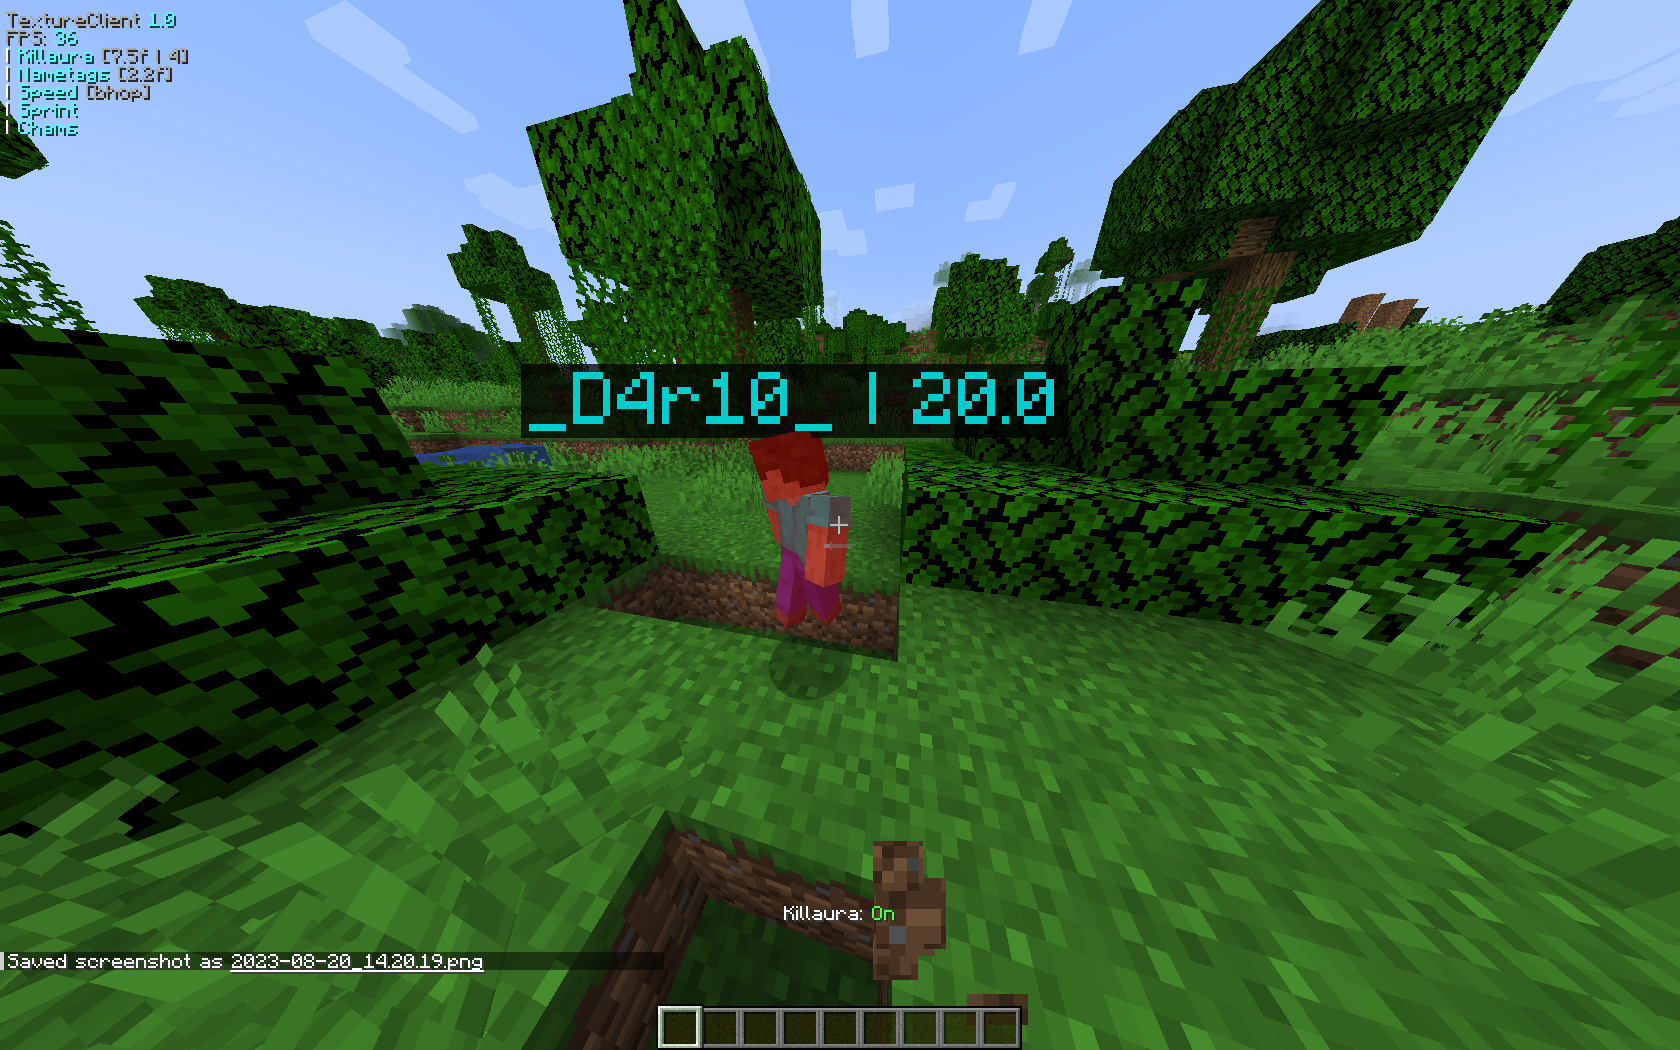 TextureClient 1.0
FPS: 36
| Killaura [7.5f | 4]
| Nametags [2.2f]
| Speed [bhop]
| Sprint
| Chams
_D4r10_ | 20.0
Killaura: On
Saved screenshot as 2023-08-20_14.20.19.png